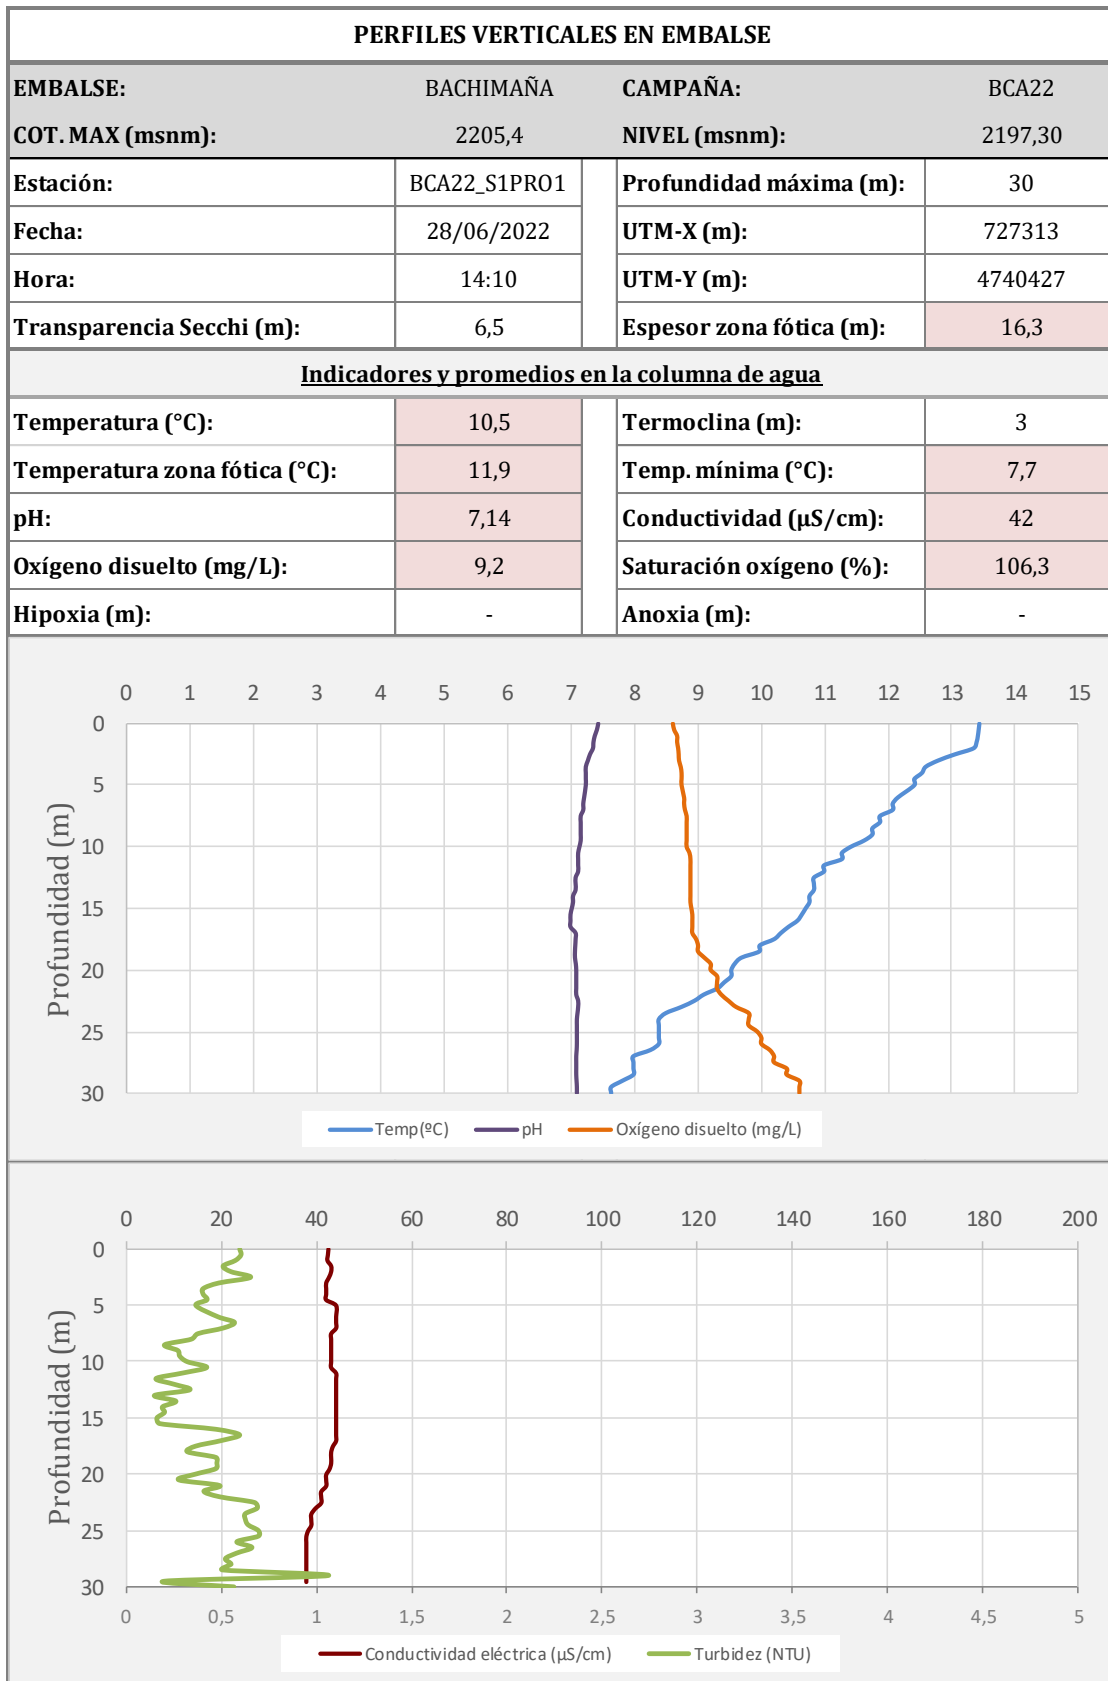 PERFILES VERTICALES EN EMBALSE
EMBALSE: BACHIMAÑA CAMPAÑA: BCA22
COT. MAX (msnm): 2205,4 NIVEL (msnm): 2197,30
Estación: BCA22_S1PRO1 Profundidad máxima (m): 30
Fecha: 28/06/2022 UTM-X (m): 727313
Hora: 14:10 UTM-Y (m): 4740427
Transparencia Secchi (m): 6,5 Espesor zona fótica (m): 16,3
Indicadores y promedios en la columna de agua
Temperatura (°C): 10,5 Termoclina (m): 3
Temperatura zona fótica (°C): 11,9 Temp. mínima (°C): 7,7
pH: 7,14 Conductividad (µS/cm): 42
Oxígeno disuelto (mg/L): 9,2 Saturación oxígeno (%): 106,3
Hipoxia (m): - Anoxia (m): -
0 1 2 3 4 5 6 7 8 9 10 11 12 13 14 15
0
5
10
15
20
25
30
Profundidad (m)
Temp(ºC) pH Oxígeno disuelto (mg/L)
0 20 40 60 80 100 120 140 160 180 200
0
5
10
15
20
25
30
Profundidad (m)
0 0,5 1 1,5 2 2,5 3 3,5 4 4,5 5
Conductividad eléctrica (µS/cm) Turbidez (NTU)